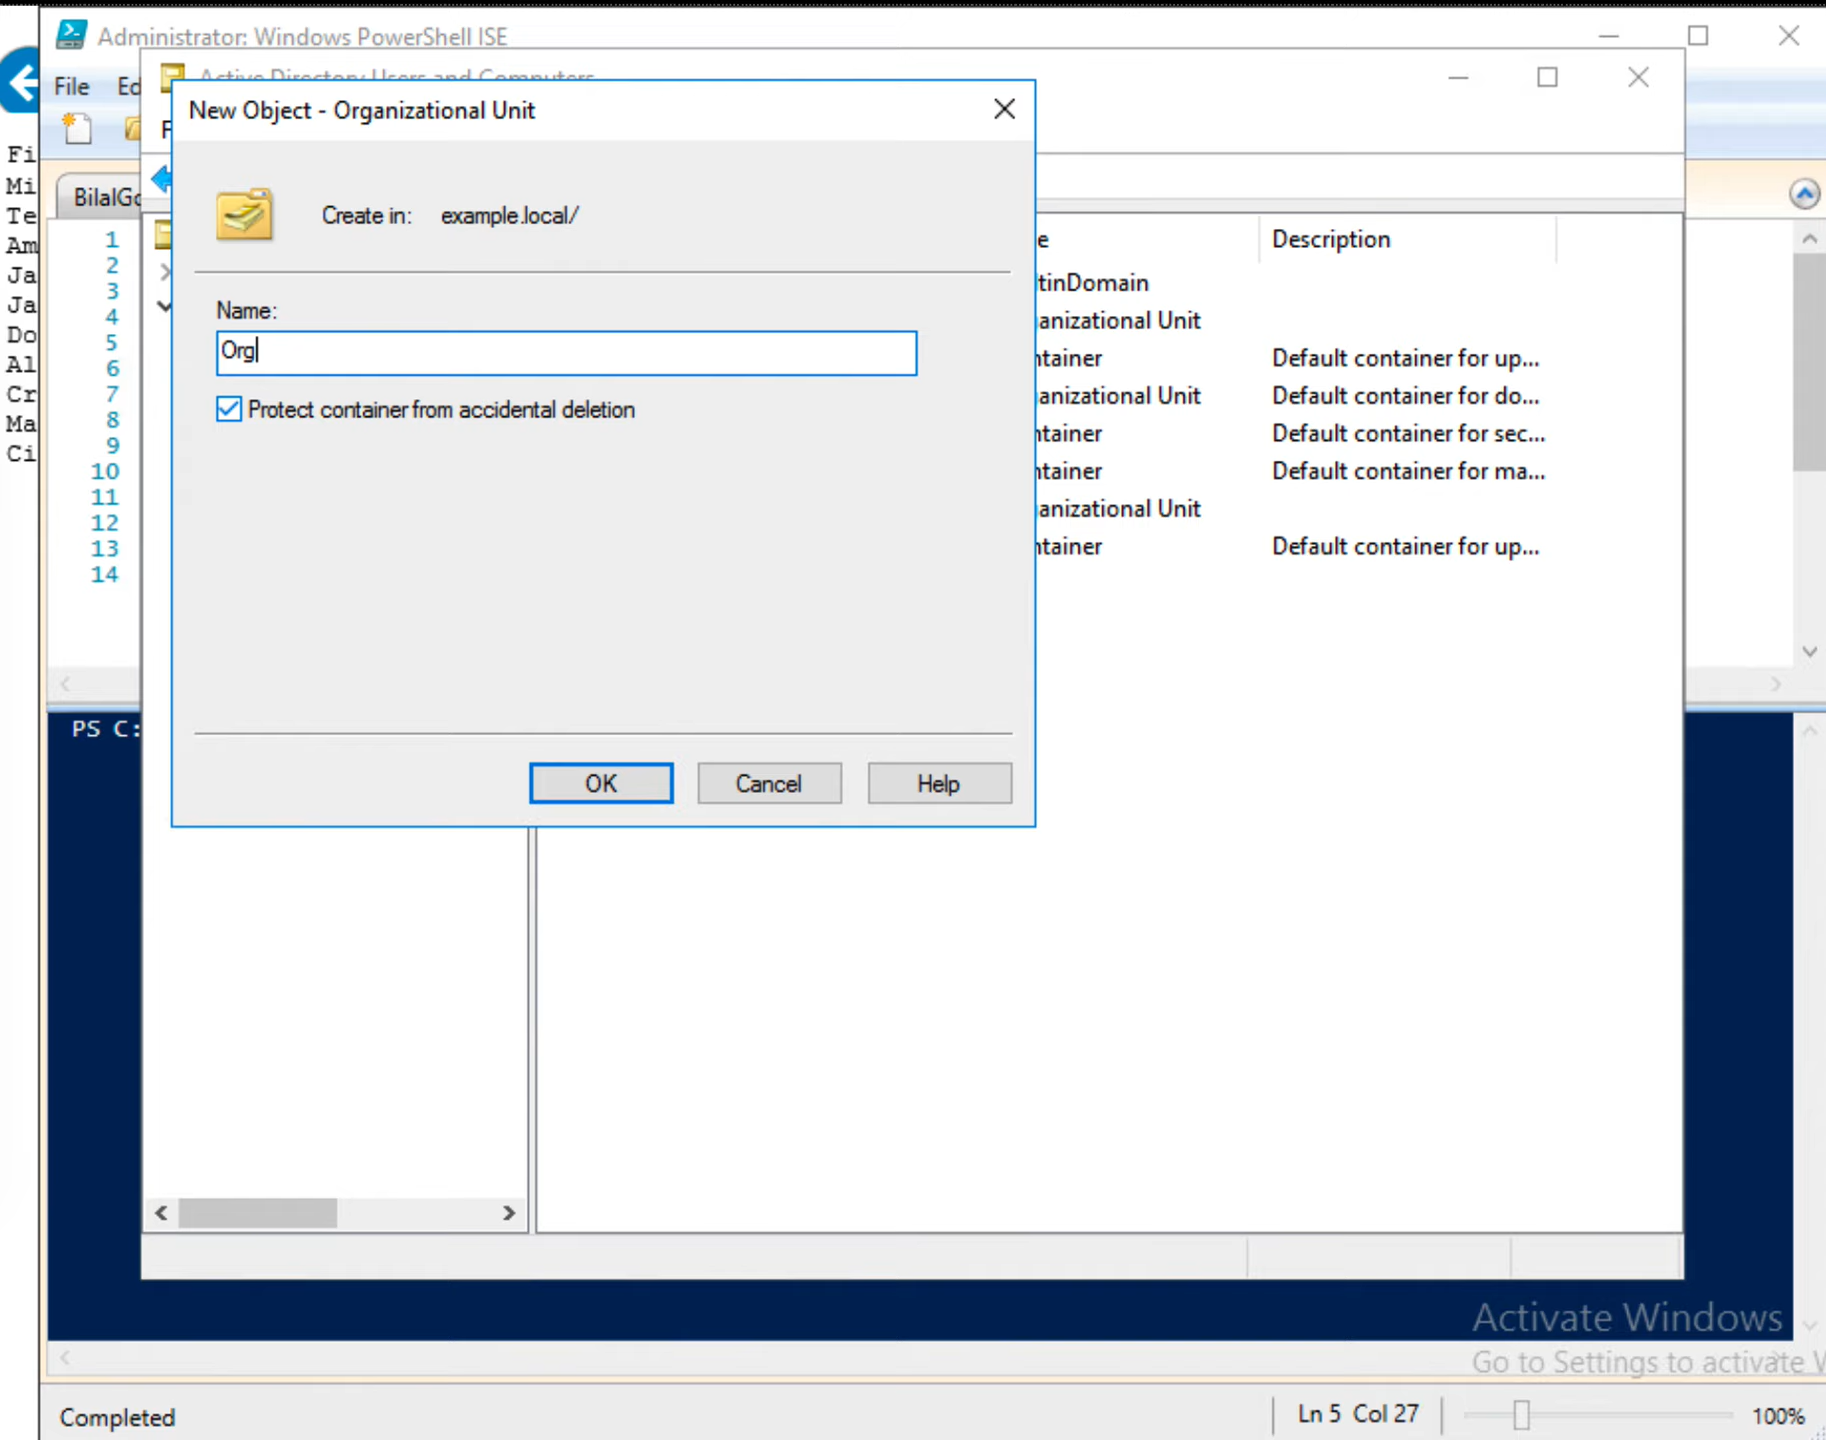 Administrator: Windows PowerShell ISE
Active Directory Users and Computers
File Ed
New Object - Organizational Unit
F
BilalGo
Create in: example.local/
Name:
Org
Protect container from accidental deletion
OK Cancel Help
e Description
tinDomain
anizational Unit
ntainer Default container for up...
anizational Unit Default container for do...
ntainer Default container for sec...
ntainer Default container for ma...
anizational Unit
ntainer Default container for up...
Fi
Mi
Te
Am
Ja
Ja
Do
Al
Cr
Ma
Ci
1
2
3
4
5
6
7
8
9
10
11
12
13
14
PS C:
Activate Windows
Go to Settings to activate W
Completed
Ln 5 Col 27
100%